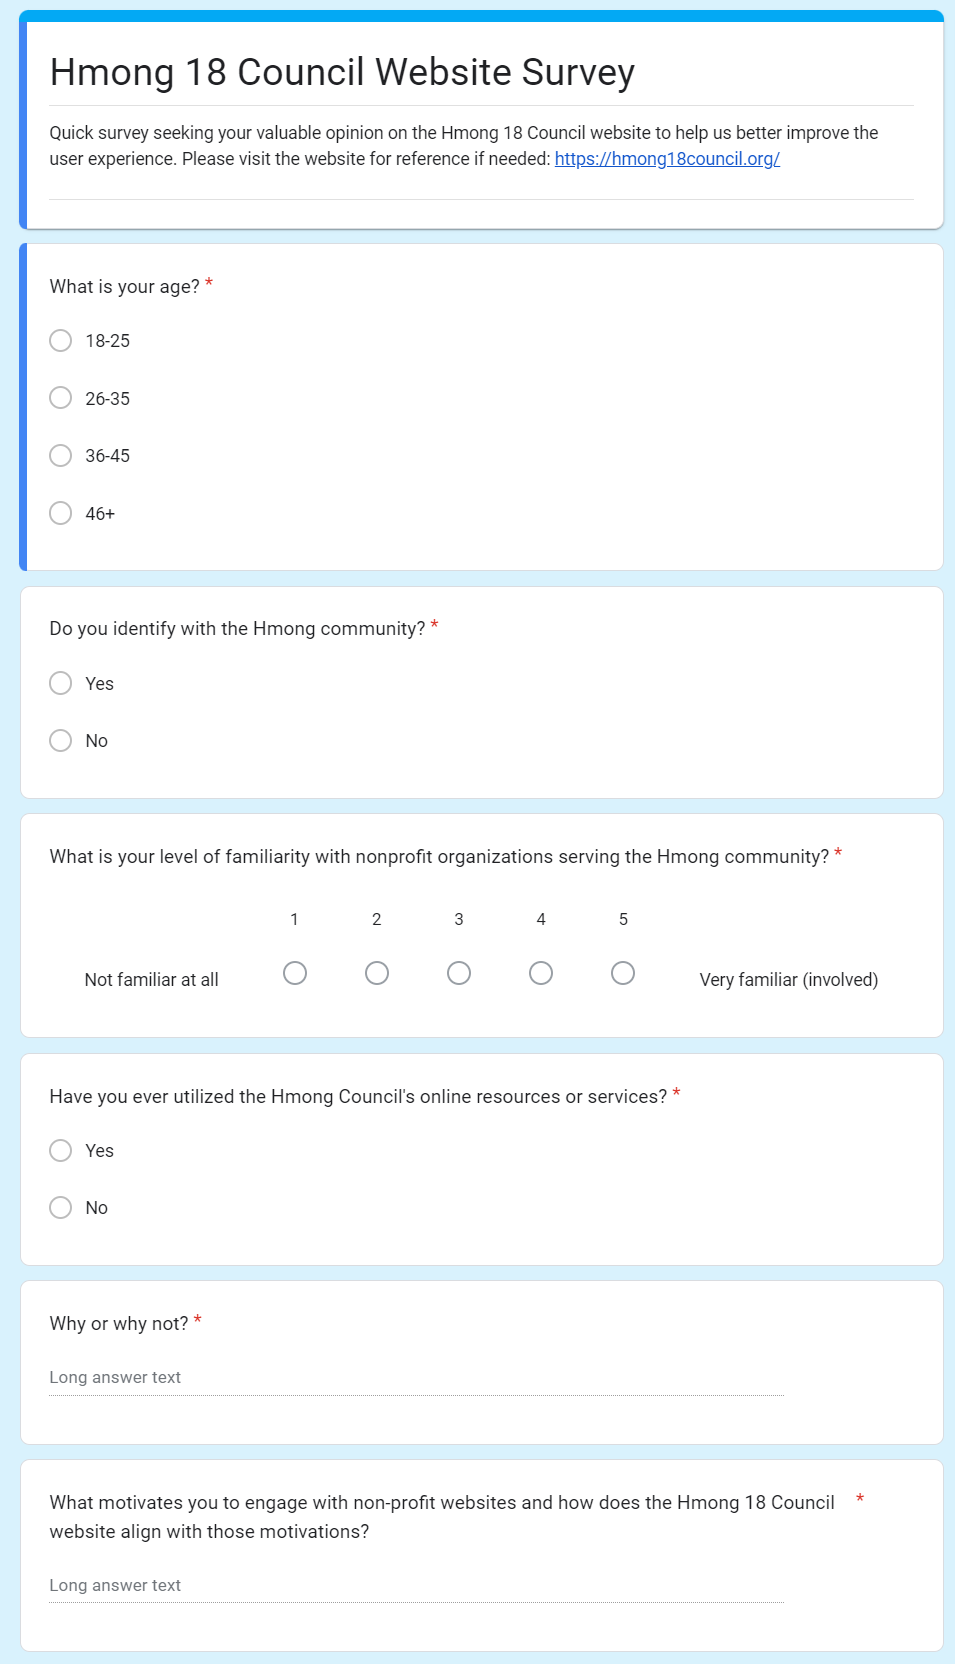 Hmong 18 Council Website Survey
Quick survey seeking your valuable opinion on the Hmong 18 Council website to help us better improve the
user experience. Please visit the website for reference if needed: https://hmong18council.org/
What is your age? *
18-25
26-35
36-45
46+
Do you identify with the Hmong community? *
Yes
No
What is your level of familiarity with nonprofit organizations serving the Hmong community? *
1 2 3 4 5
Not familiar at all Very familiar (involved)
Have you ever utilized the Hmong Council's online resources or services? *
Yes
No
Why or why not? *
Long answer text
What motivates you to engage with non-profit websites and how does the Hmong 18 Council *
website align with those motivations?
Long answer text